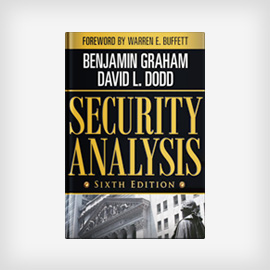 FOREWORD BY WARREN E. BUFFETT
BENJAMIN GRAHAM
DAVID L. DODD
SECURITY
ANALYSIS
SIXTH EDITION